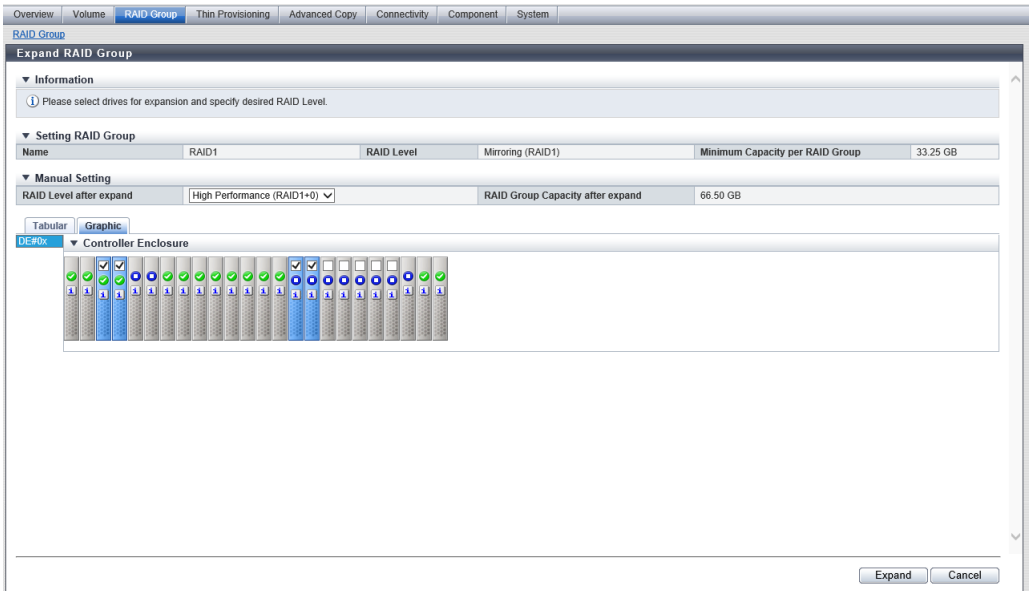 Overview Volume RAID Group Thin Provisioning Advanced Copy Connectivity Component System
RAID Group
Expand RAID Group
Information
Please select drives for expansion and specify desired RAID Level.
Setting RAID Group
Name RAID1 RAID Level Mirroring (RAID1) Minimum Capacity per RAID Group 33.25 GB
Manual Setting
RAID Level after expand High Performance (RAID1+0) RAID Group Capacity after expand 66.50 GB
Tabular Graphic
DE#0x Controller Enclosure
Expand Cancel